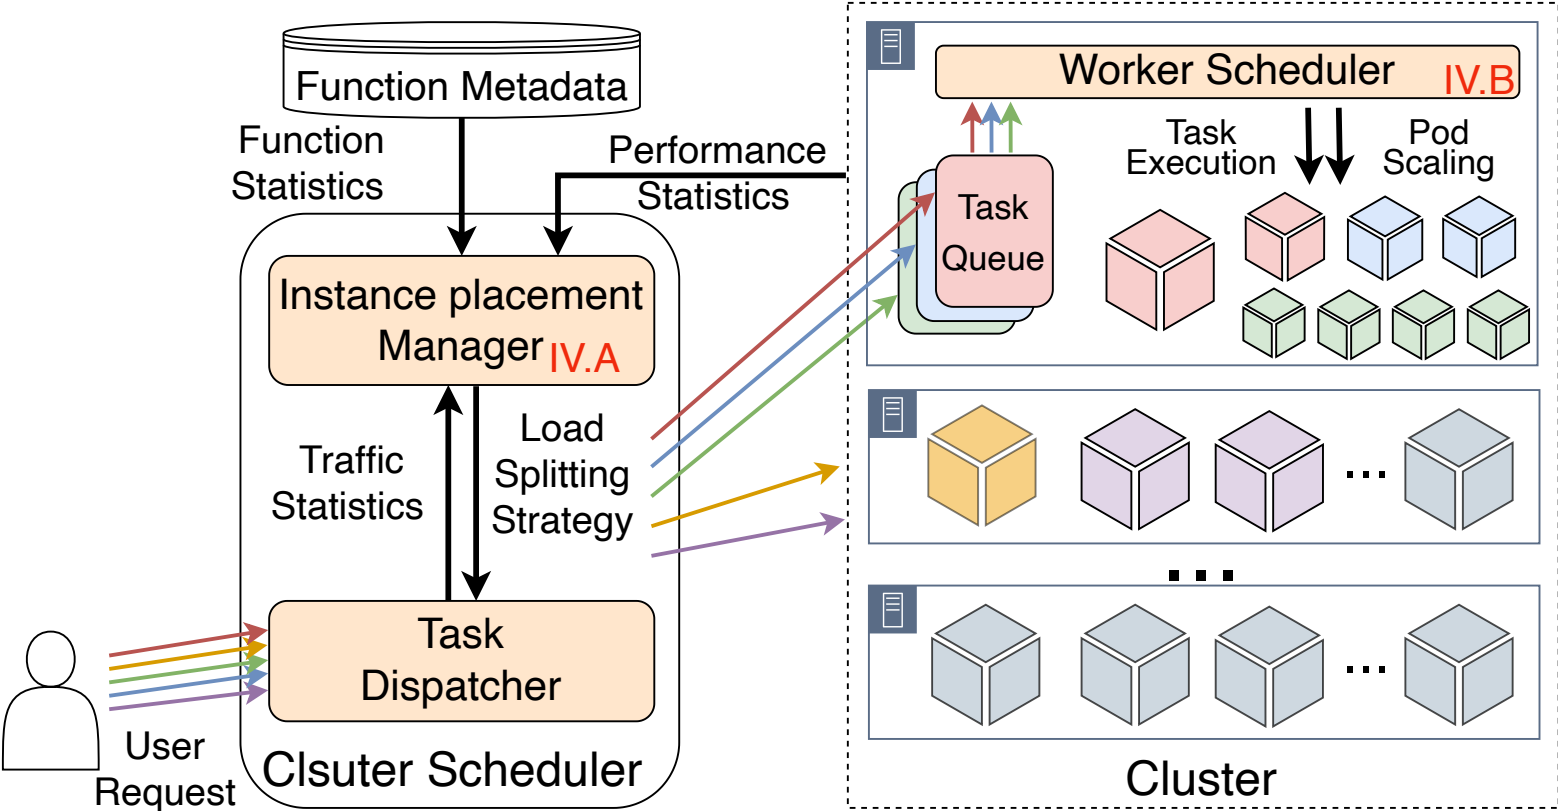 Function Metadata
Function
Statistics
Performance
Statistics
Instance placement
Manager
IV.A
Traffic
Statistics
Load
Splitting
Strategy
Task
Dispatcher
Clsuter Scheduler
User
Request
Worker Scheduler
IV.B
Task
Execution
Pod
Scaling
Task
Queue
...
...
...
Cluster